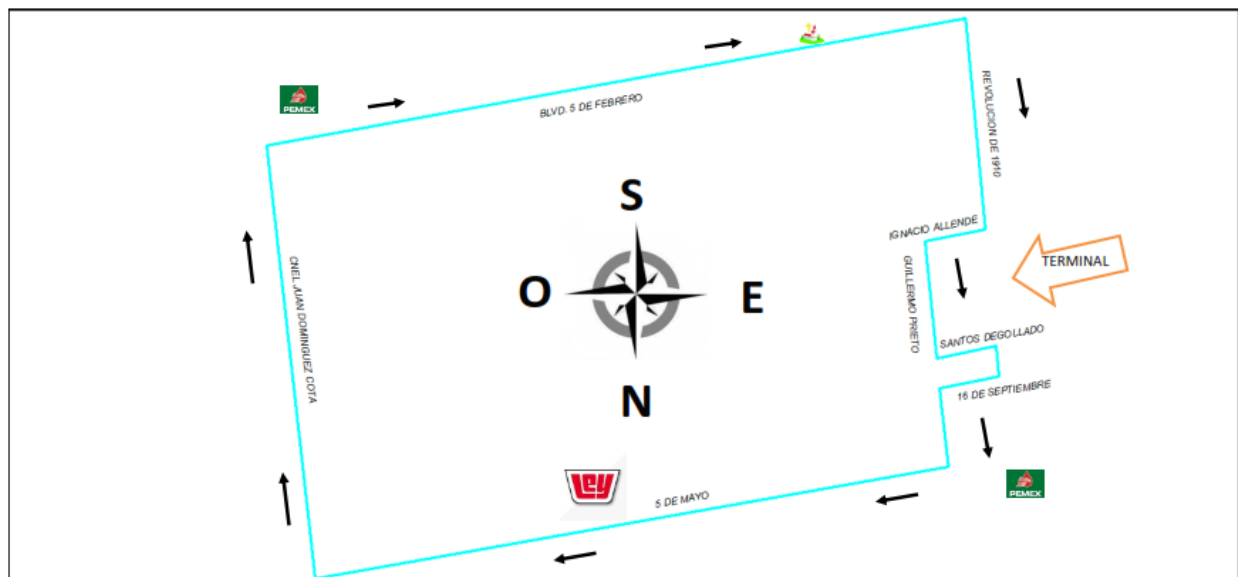 PEMEX
BLVD. 5 DE FEBRERO
REVOLUCION DE 1910
S
IGNACIO ALLENDE
TERMINAL
GUILLERMO PRIETO
CNEL JUAN DOMINGUEZ COTA
O
E
SANTOS DEGOLLADO
N
16 DE SEPTIEMBRE
Ley
PEMEX
5 DE MAYO